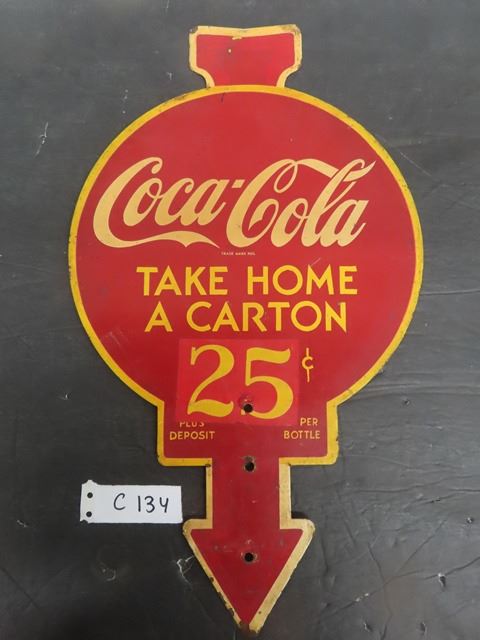 Coca-Cola
TRADE MARK REG.
TAKE HOME
A CARTON
25¢
PLUS PER
DEPOSIT BOTTLE
C 134